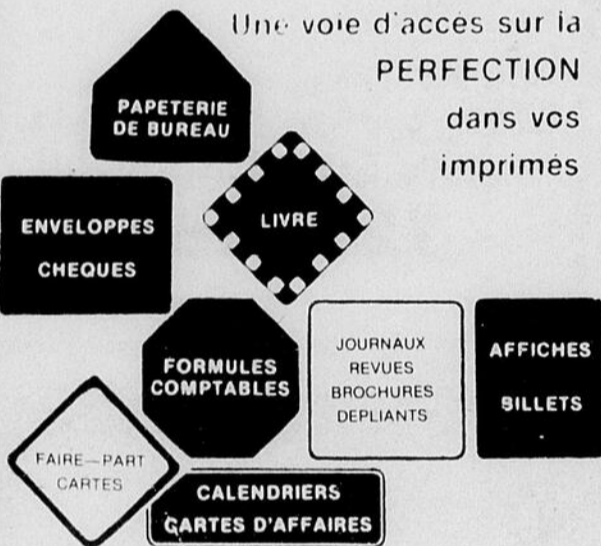 Une voie d'accès sur la
PERFECTION
dans vos
imprimés
PAPETERIE
DE BUREAU
LIVRE
ENVELOPPES
CHEQUES
FORMULES
COMPTABLES
JOURNAUX
REVUES
BROCHURES
DEPLIANTS
AFFICHES
BILLETS
FAIRE—PART
CARTES
CALENDRIERS
CARTES D'AFFAIRES